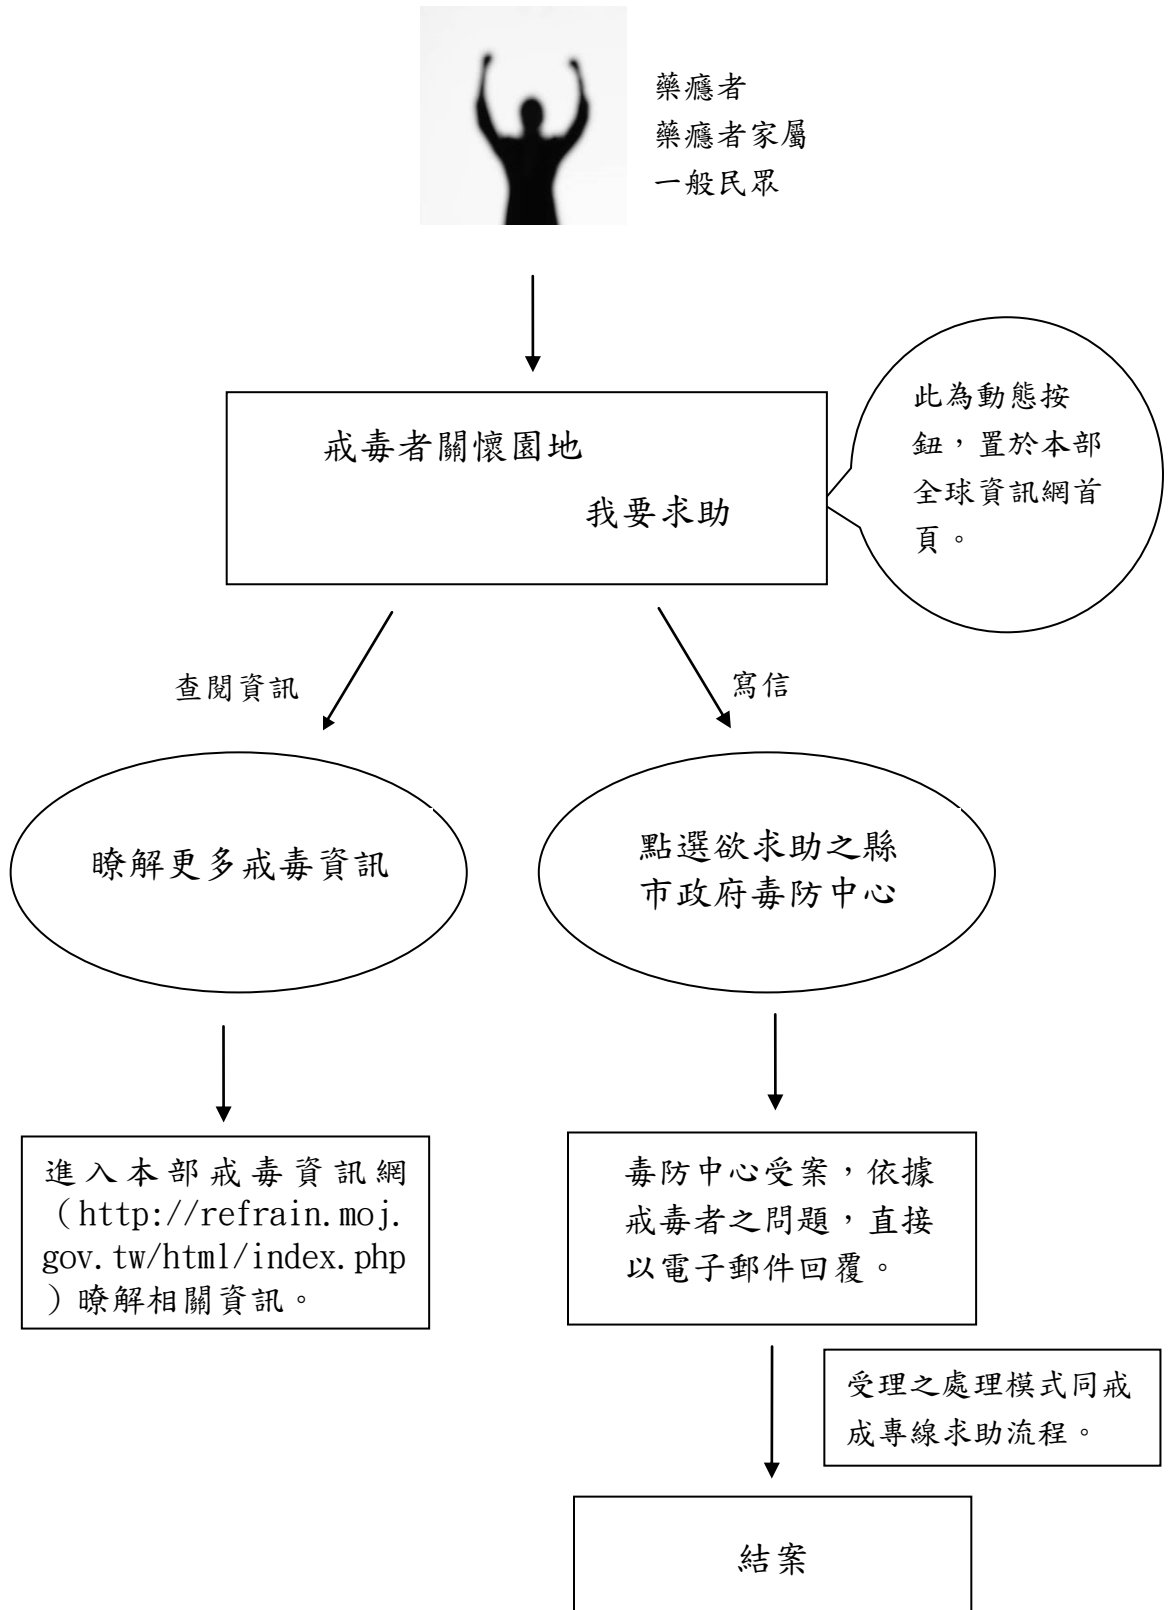 藥癮者
藥癮者家屬
一般民眾
戒毒者關懷園地
我要求助
此為動態按
鈕，置於本部
全球資訊網首
頁。
查閱資訊
寫信
瞭解更多戒毒資訊
點選欲求助之縣
市政府毒防中心
進入本部戒毒資訊網
（http://refrain.moj.
gov.tw/html/index.php
）瞭解相關資訊。
毒防中心受案，依據
戒毒者之問題，直接
以電子郵件回覆。
受理之處理模式同戒
成專線求助流程。
結案